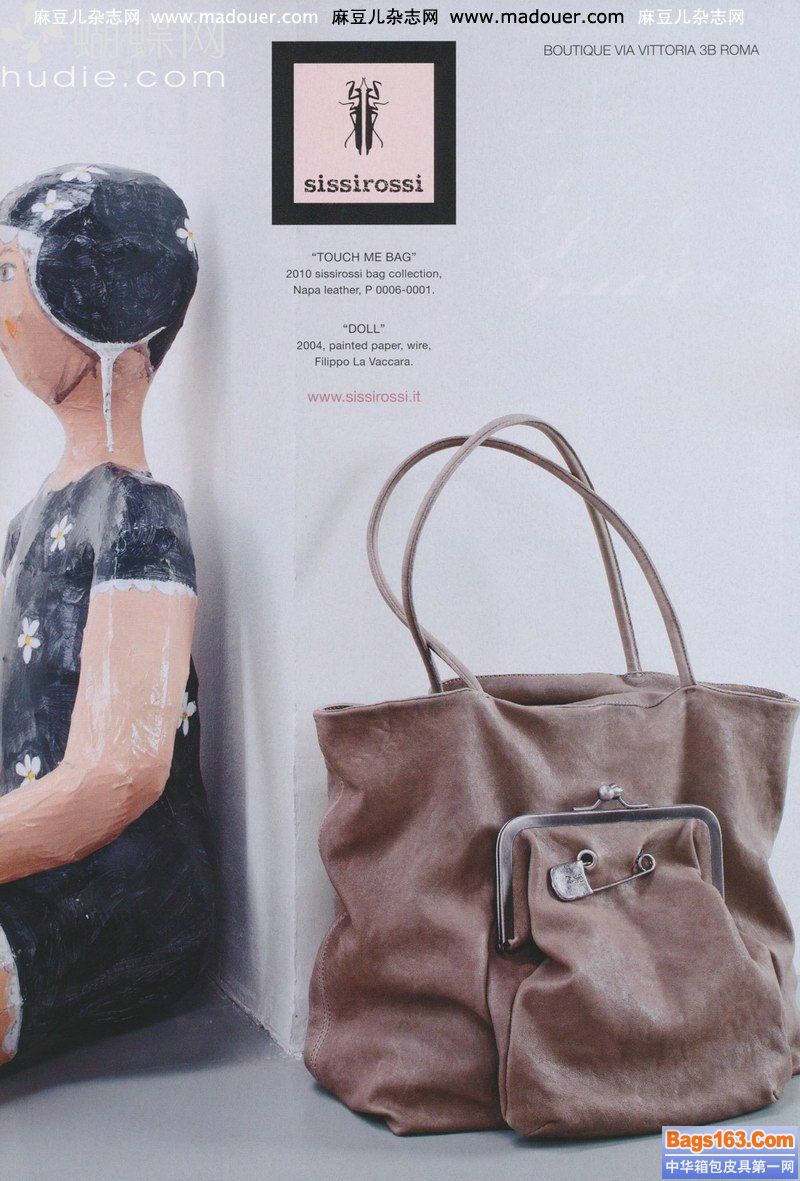 麻豆儿杂志网 www.madouer.com 麻豆儿杂志网 www.madouer.com 麻豆儿杂志网
蝴蝶网
hudie.com
BOUTIQUE VIA VITTORIA 3B ROMA
sissirossi
“TOUCH ME BAG”
2010 sissirossi bag collection,
Napa leather, P 0006-0001.
“DOLL”
2004, painted paper, wire,
Filippo La Vaccara.
www.sissirossi.it
Bags163.Com
中华箱包皮具第一网